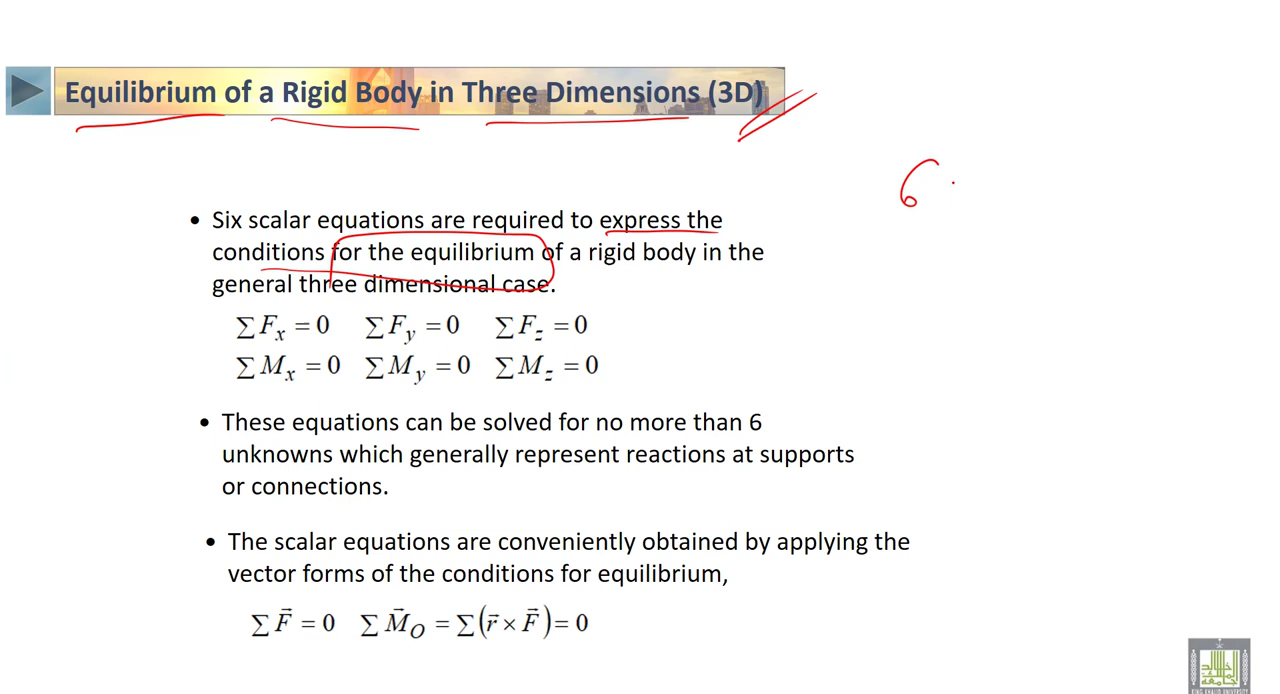 Equilibrium of a Rigid Body in Three Dimensions (3D)
6
• Six scalar equations are required to express the
conditions for the equilibrium of a rigid body in the
general three dimensional case.
∑ Fx = 0 ∑ Fy = 0 ∑ Fz = 0
∑ Mx = 0 ∑ My = 0 ∑ Mz = 0
• These equations can be solved for no more than 6
unknowns which generally represent reactions at supports
or connections.
• The scalar equations are conveniently obtained by applying the
vector forms of the conditions for equilibrium,
∑ F⃗ = 0 ∑ M⃗O = ∑(r⃗ × F⃗) = 0